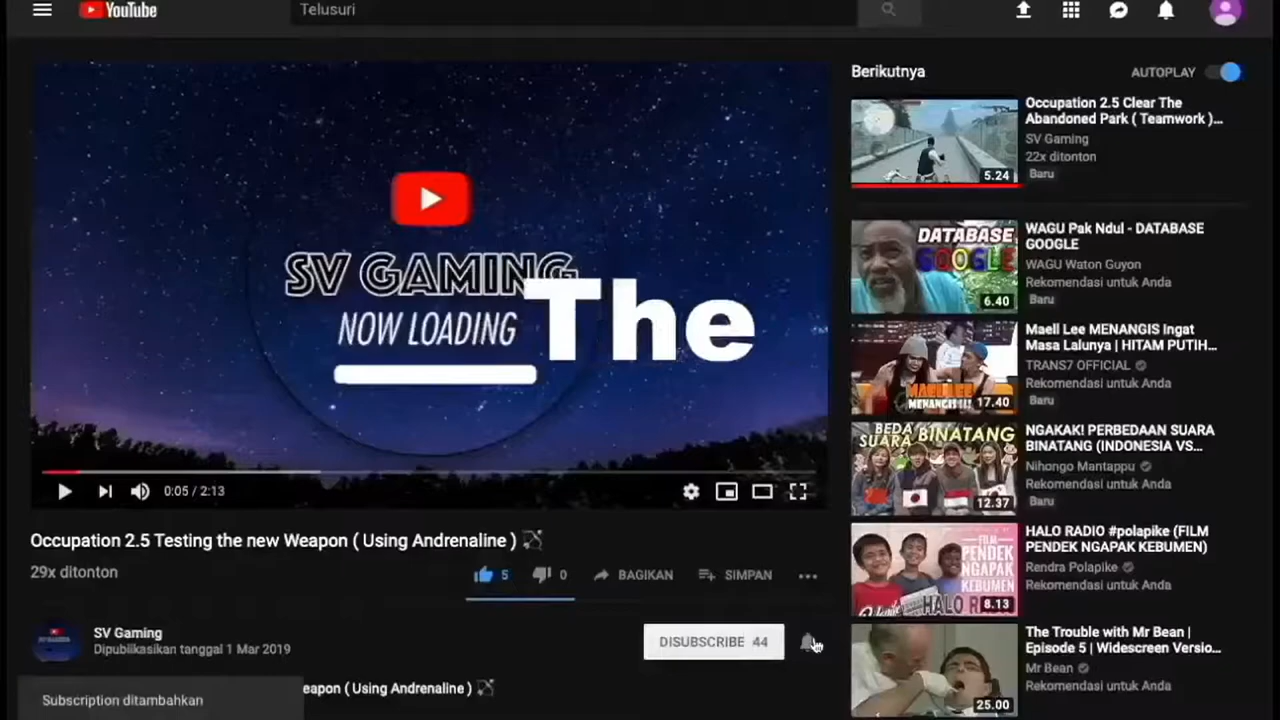 YouTube
Telusuri
SV GAMING
NOW LOADING
The
0:05 / 2:13
Occupation 2.5 Testing the new Weapon ( Using Andrenaline )
29x ditonton
5
0
BAGIKAN
SIMPAN
SV Gaming
Dipubikasikan tanggal 1 Mar 2019
DISUBSCRIBE 44
eapon ( Using Andrenaline )
Subscription ditambahkan
Berikutnya
AUTOPLAY
5.24
Occupation 2.5 Clear The
Abandoned Park ( Teamwork )...
SV Gaming
22x ditonton
Baru
DATABASE
GOOGLE
6.40
WAGU Pak Ndul - DATABASE
GOOGLE
WAGU Waton Guyon
Rekomendasi untuk Anda
Baru
MAELL LEE
MENANGIS!!!
17.40
Maell Lee MENANGIS Ingat
Masa Lalunya | HITAM PUTIH...
TRANS7 OFFICIAL
Rekomendasi untuk Anda
Baru
BEDA
SUARA BINATANG
12.37
NGAKAK! PERBEDAAN SUARA
BINATANG (INDONESIA VS...
Nihongo Mantappu
Rekomendasi untuk Anda
Baru
FILM
PENDEK
NGAPAK
KEBUMEN
HALO
8.13
HALO RADIO #polapike (FILM
PENDEK NGAPAK KEBUMEN)
Rendra Polapike
Rekomendasi untuk Anda
25.00
The Trouble with Mr Bean |
Episode 5 | Widescreen Versio...
Mr Bean
Rekomendasi untuk Anda